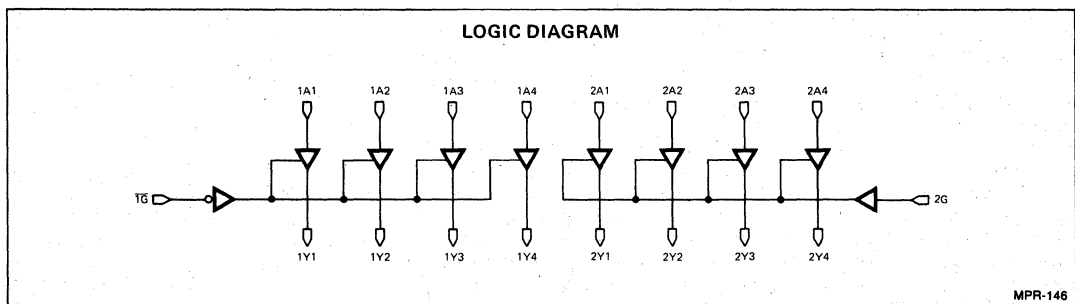 LOGIC DIAGRAM
1A1 1A2 1A3 1A4 2A1 2A2 2A3 2A4
1G̅ 2G
1Y1 1Y2 1Y3 1Y4 2Y1 2Y2 2Y3 2Y4
MPR-146